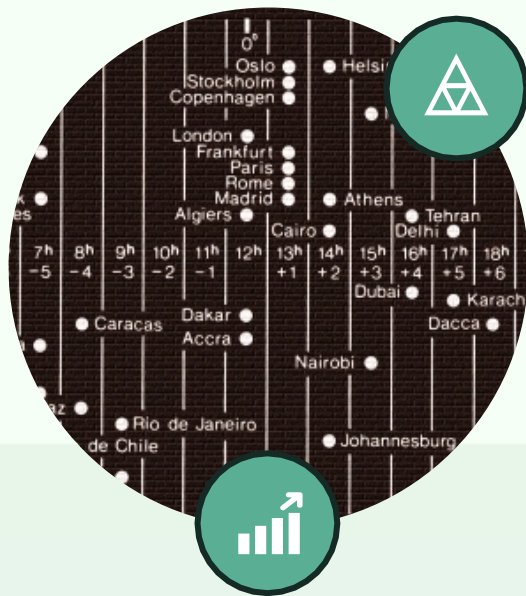 0°
Oslo
Stockholm
Copenhagen
London
Frankfurt
Paris
Rome
Madrid Athens
Algiers Tehran
Cairo Delhi
7h 8h 9h 10h 11h 12h 13h 14h 15h 16h 17h 18h
-5 -4 -3 -2 -1 +1 +2 +3 +4 +5 +6
Dubai
Dakar
Caracas Dacca
Accra
Nairobi
Rio de Janeiro
de Chile Johannesburg